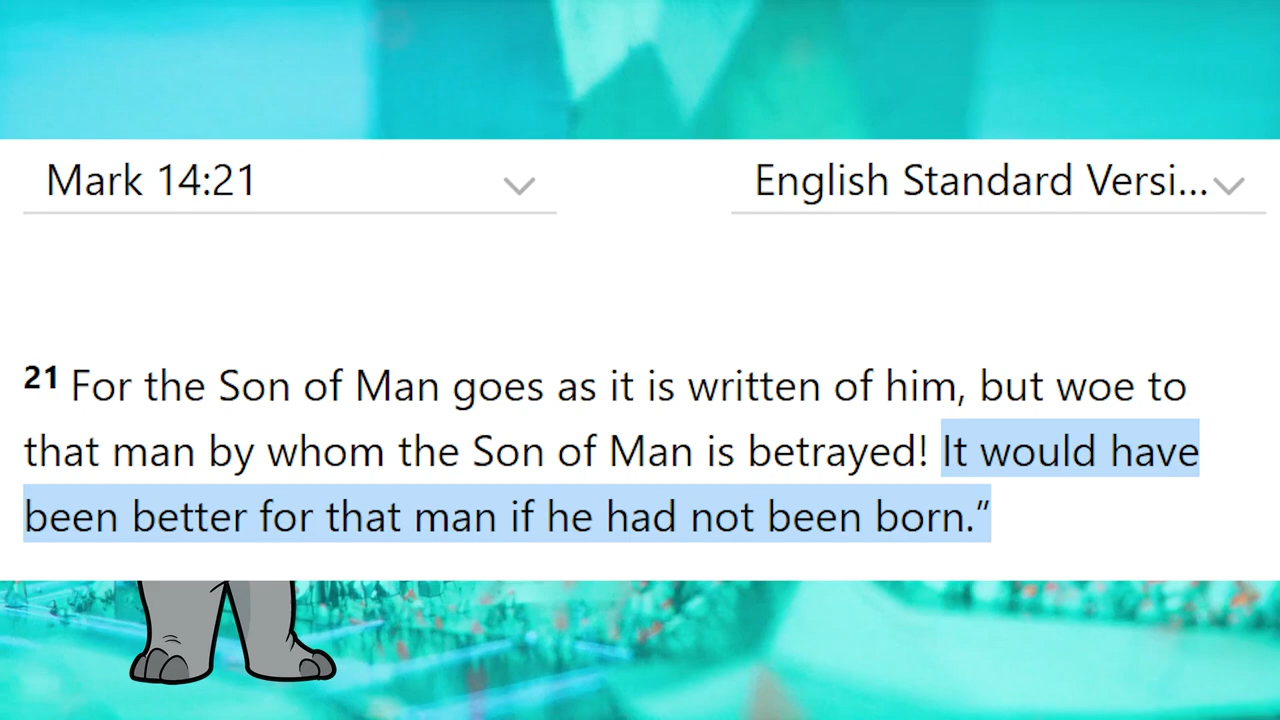 Mark 14:21
English Standard Versi...
21 For the Son of Man goes as it is written of him, but woe to
that man by whom the Son of Man is betrayed! It would have
been better for that man if he had not been born.”